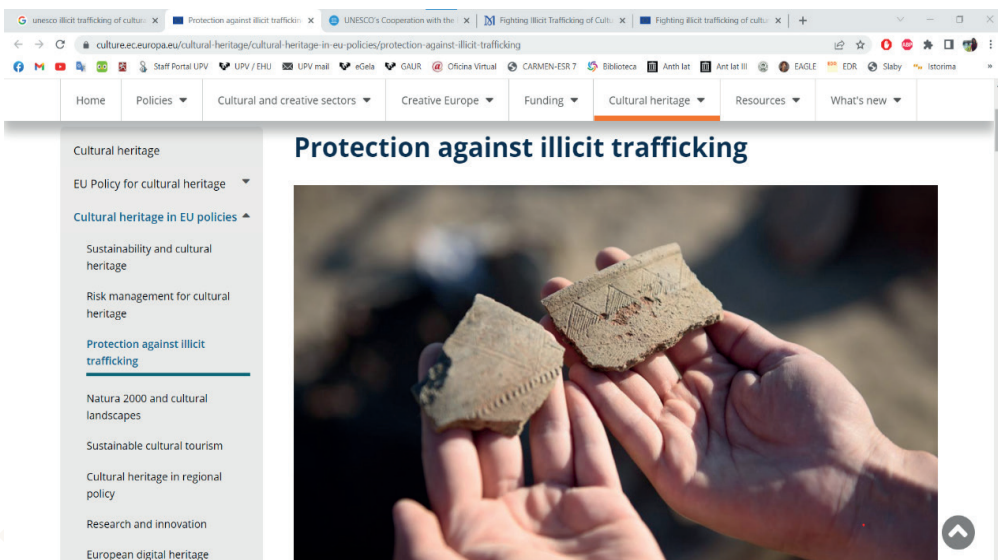 unesco illicit trafficking of cultura
Protection against illicit traffickin
UNESCO's Cooperation with the
Fighting Illicit Trafficking of Cultu
Fighting illicit trafficking of cultur
culture.ec.europa.eu/cultural-heritage/cultural-heritage-in-eu-policies/protection-against-illicit-trafficking
Staff Portal UPV UPV / EHU UPV mail eGela GAUR Oficina Virtual CARMEN-ESR 7 Biblioteca Anth lat Ant lat III EAGLE EDR Slaby Istorima »
Home Policies Cultural and creative sectors Creative Europe Funding Cultural heritage Resources What's new
Cultural heritage
EU Policy for cultural heritage
Cultural heritage in EU policies
Sustainability and cultural
heritage
Risk management for cultural
heritage
Protection against illicit
trafficking
Natura 2000 and cultural
landscapes
Sustainable cultural tourism
Cultural heritage in regional
policy
Research and innovation
European digital heritage
Protection against illicit trafficking